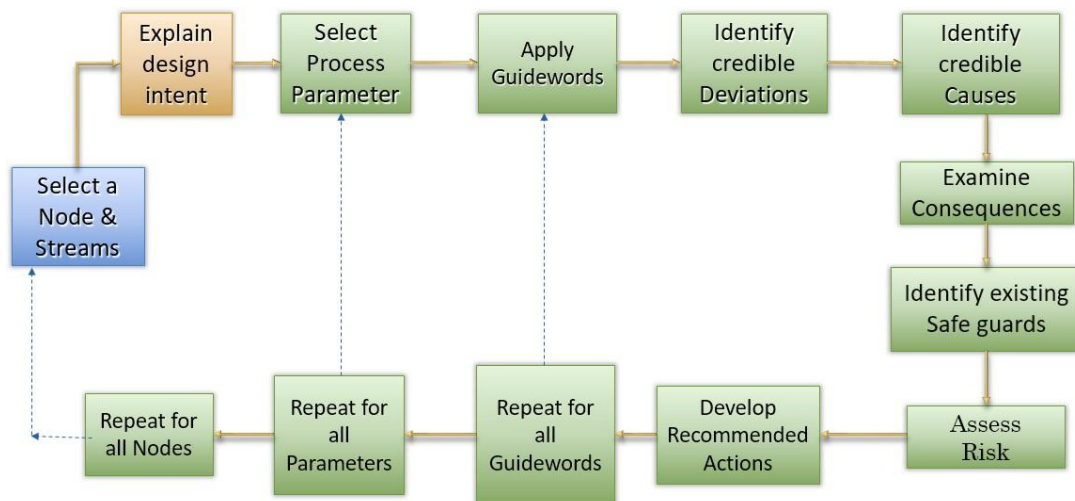 Explain
design
intent
Select
Process
Parameter
Apply
Guidewords
Identify
credible
Deviations
Identify
credible
Causes
Select a
Node &
Streams
Examine
Consequences
Identify existing
Safe guards
Assess
Risk
Develop
Recommended
Actions
Repeat for
all
Guidewords
Repeat for
all
Parameters
Repeat for
all Nodes